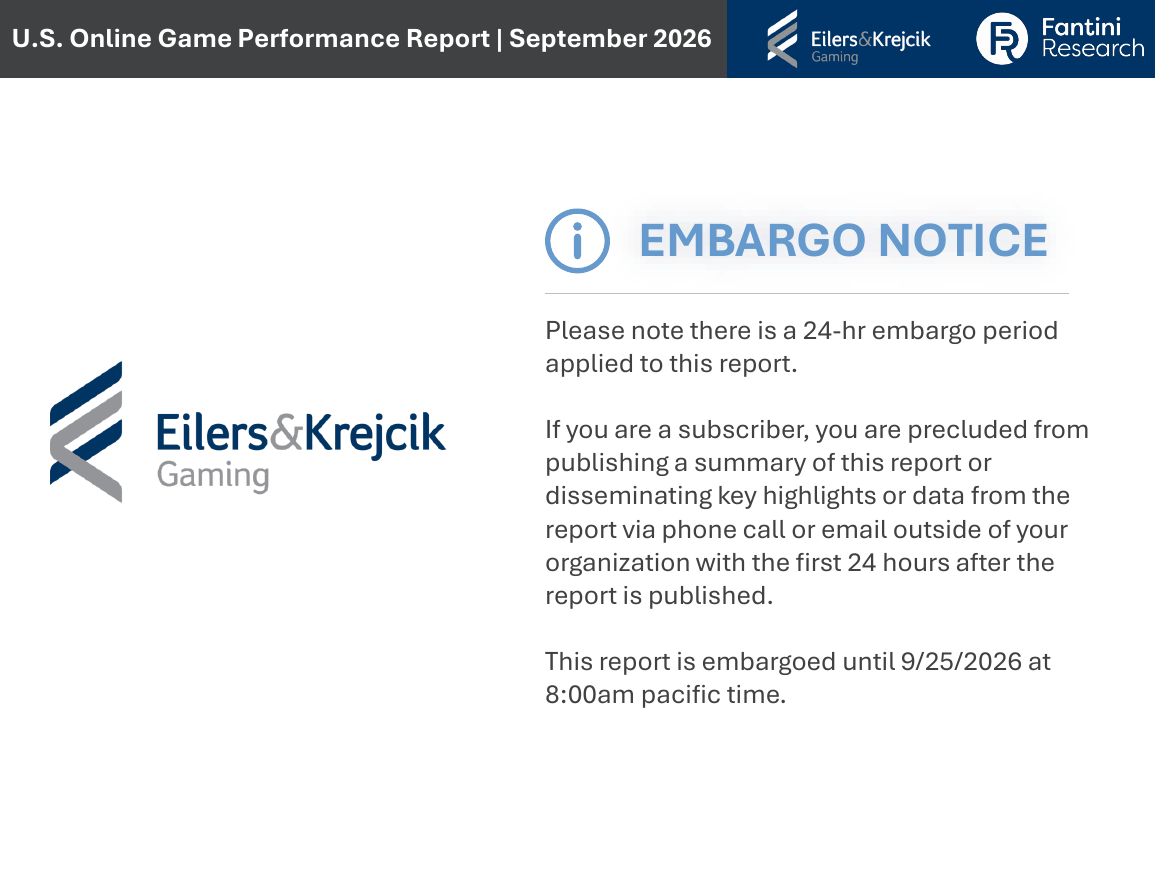 U.S. Online Game Performance Report | September 2026
Eilers&Krejcik
Gaming
Fantini
Research
EMBARGO NOTICE
Please note there is a 24-hr embargo period
applied to this report.
Eilers&Krejcik
Gaming
If you are a subscriber, you are precluded from
publishing a summary of this report or
disseminating key highlights or data from the
report via phone call or email outside of your
organization with the first 24 hours after the
report is published.
This report is embargoed until 9/25/2026 at
8:00am pacific time.